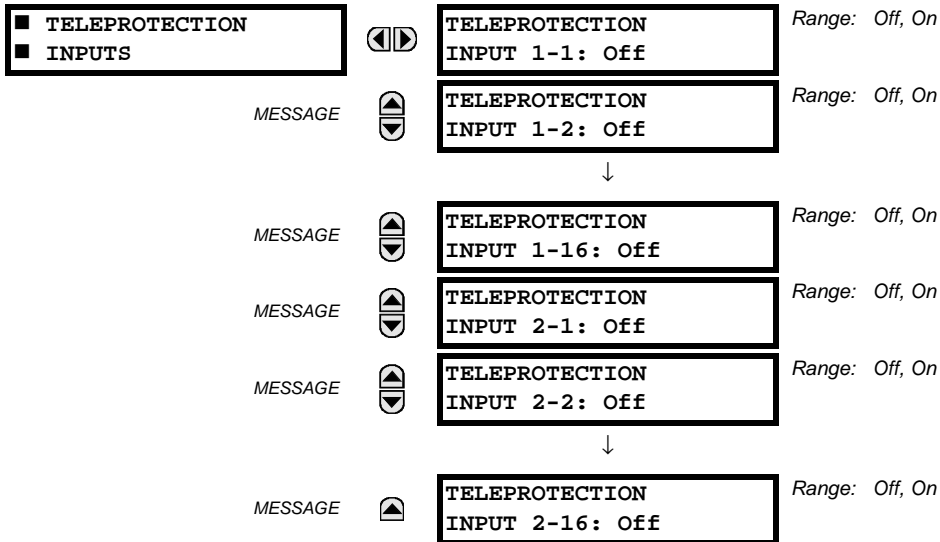 ■ TELEPROTECTION
■ INPUTS
TELEPROTECTION
INPUT 1-1: Off
Range: Off, On
MESSAGE
TELEPROTECTION
INPUT 1-2: Off
Range: Off, On
↓
MESSAGE
TELEPROTECTION
INPUT 1-16: Off
Range: Off, On
MESSAGE
TELEPROTECTION
INPUT 2-1: Off
Range: Off, On
MESSAGE
TELEPROTECTION
INPUT 2-2: Off
Range: Off, On
↓
MESSAGE
TELEPROTECTION
INPUT 2-16: Off
Range: Off, On